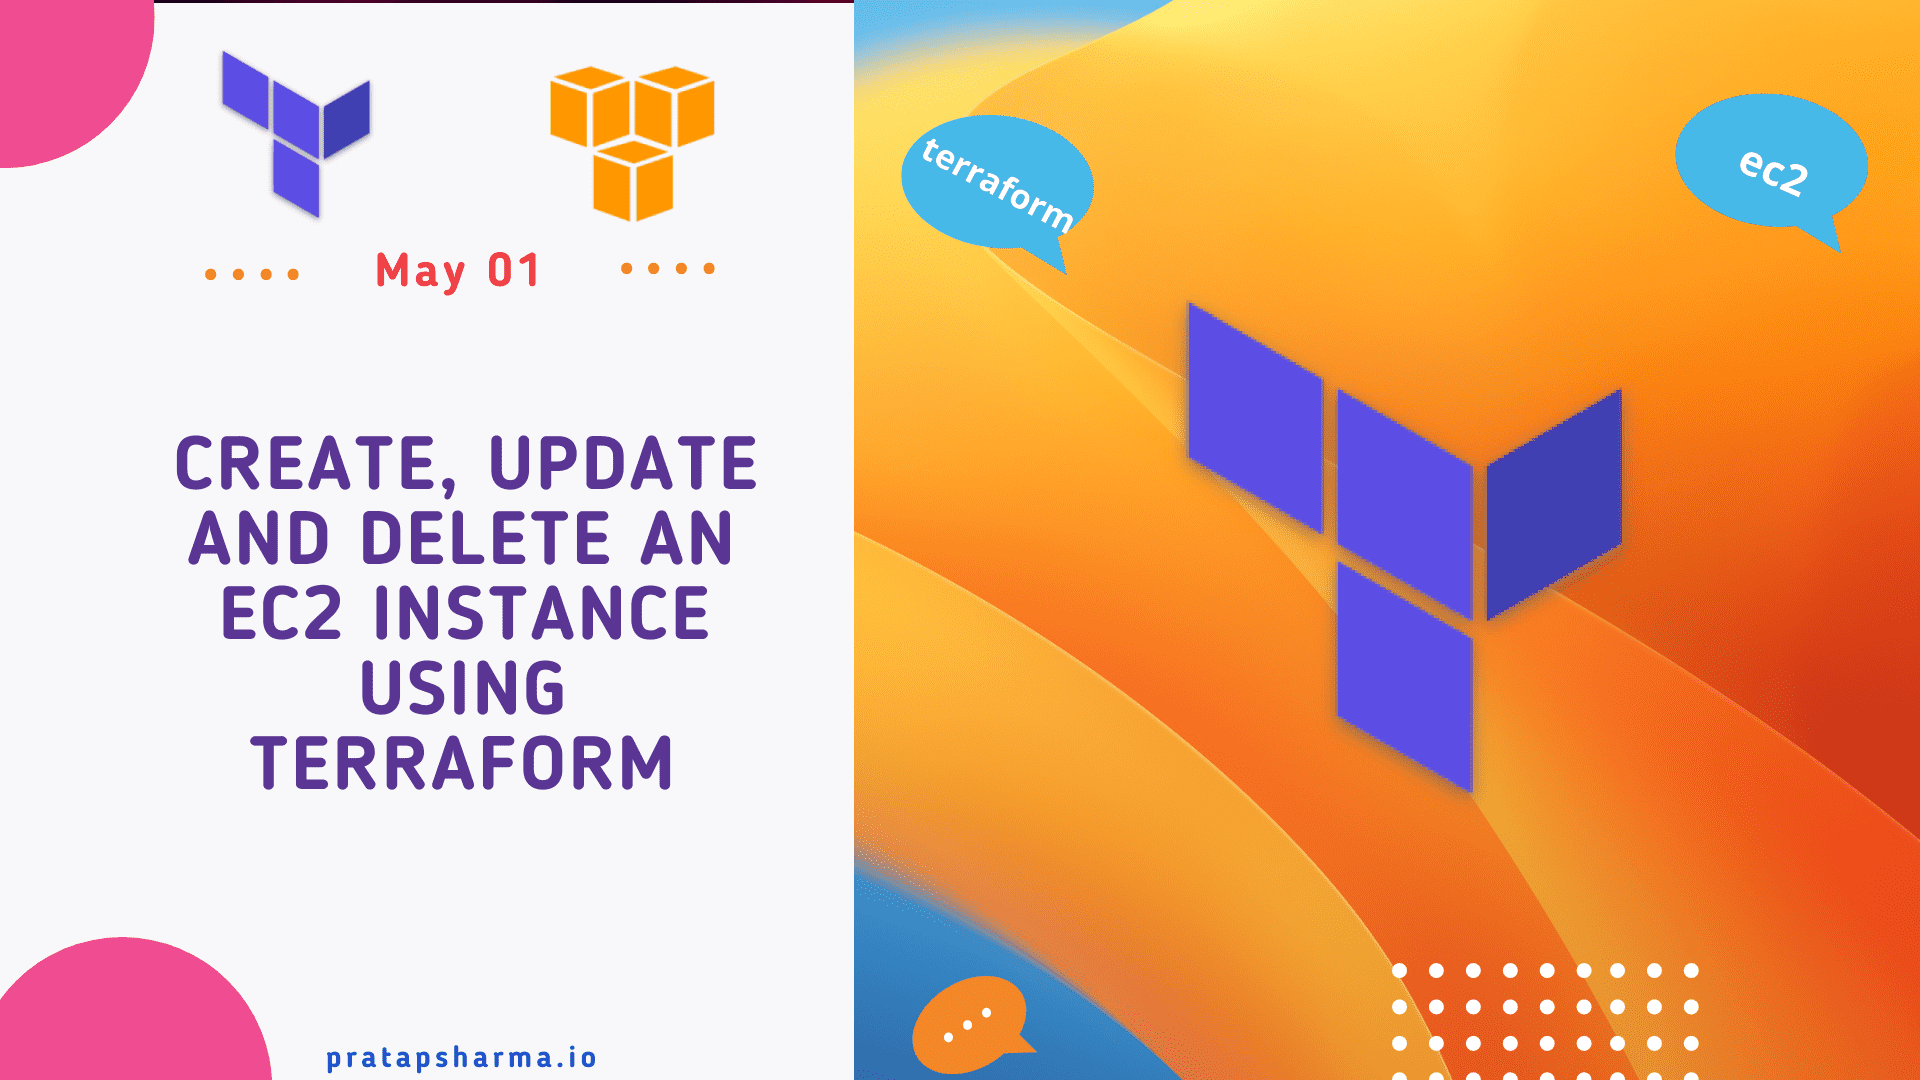 May 01
CREATE, UPDATE
AND DELETE AN
EC2 INSTANCE
USING
TERRAFORM
pratapsharma.io
terraform
ec2